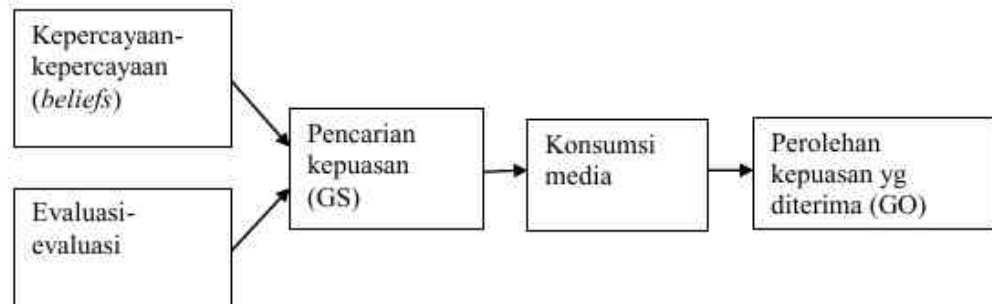 Kepercayaan-
kepercayaan
(beliefs)
Evaluasi-
evaluasi
Pencarian
kepuasan
(GS)
Konsumsi
media
Perolehan
kepuasan yg
diterima (GO)